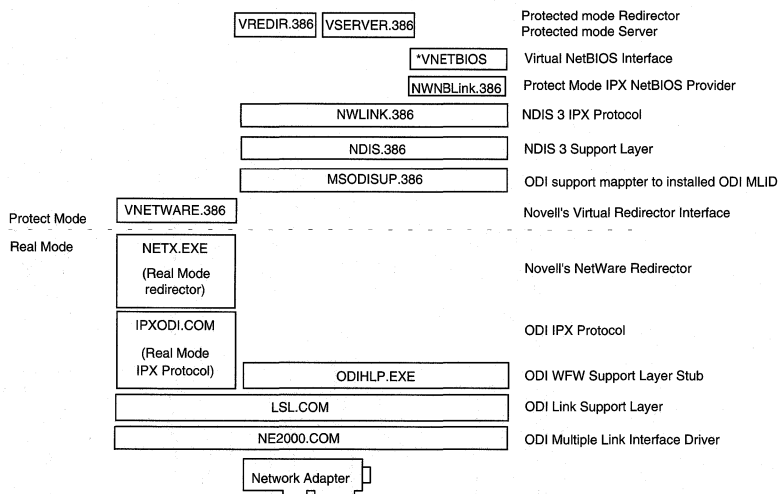 VREDIR.386 VSERVER.386 Protected mode Redirector
Protected mode Server
*VNETBIOS Virtual NetBIOS Interface
NWNBLink.386 Protect Mode IPX NetBIOS Provider
NWLINK.386 NDIS 3 IPX Protocol
NDIS.386 NDIS 3 Support Layer
MSODISUP.386 ODI support mappter to installed ODI MLID
Protect Mode VNETWARE.386 Novell's Virtual Redirector Interface
Real Mode NETX.EXE
(Real Mode
redirector) Novell's NetWare Redirector
IPXODI.COM ODI IPX Protocol
(Real Mode
IPX Protocol)
ODIHLP.EXE ODI WFW Support Layer Stub
LSL.COM ODI Link Support Layer
NE2000.COM ODI Multiple Link Interface Driver
Network Adapter